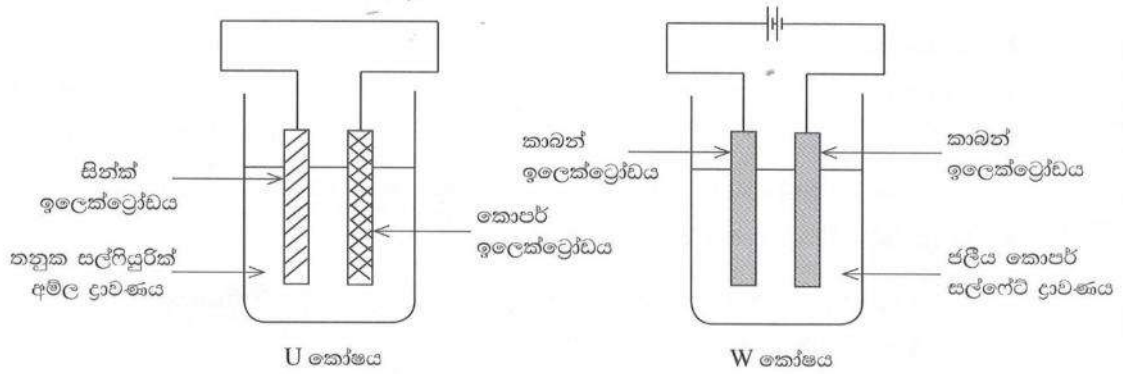 සින්ක්
ඉලෙක්ට්‍රෝඩය
තනුක සල්ෆියුරික්
අම්ල ද්‍රාවණය
කොපර්
ඉලෙක්ට්‍රෝඩය
U කෝෂය
කාබන්
ඉලෙක්ට්‍රෝඩය
කාබන්
ඉලෙක්ට්‍රෝඩය
ජලීය කොපර්
සල්ෆේට් ද්‍රාවණය
W කෝෂය